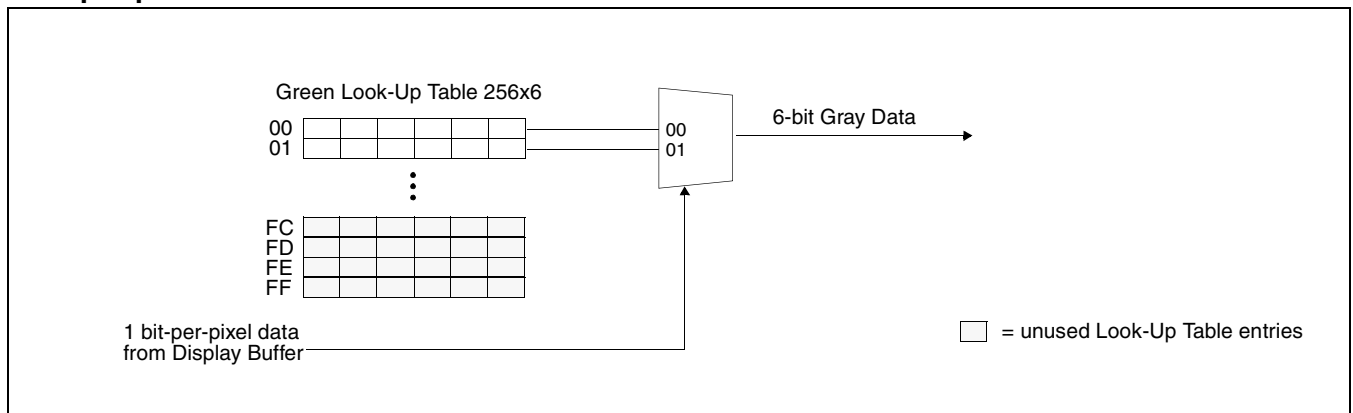 Green Look-Up Table 256x6
00
01
FC
FD
FE
FF
00
01
6-bit Gray Data
1 bit-per-pixel data
from Display Buffer
= unused Look-Up Table entries